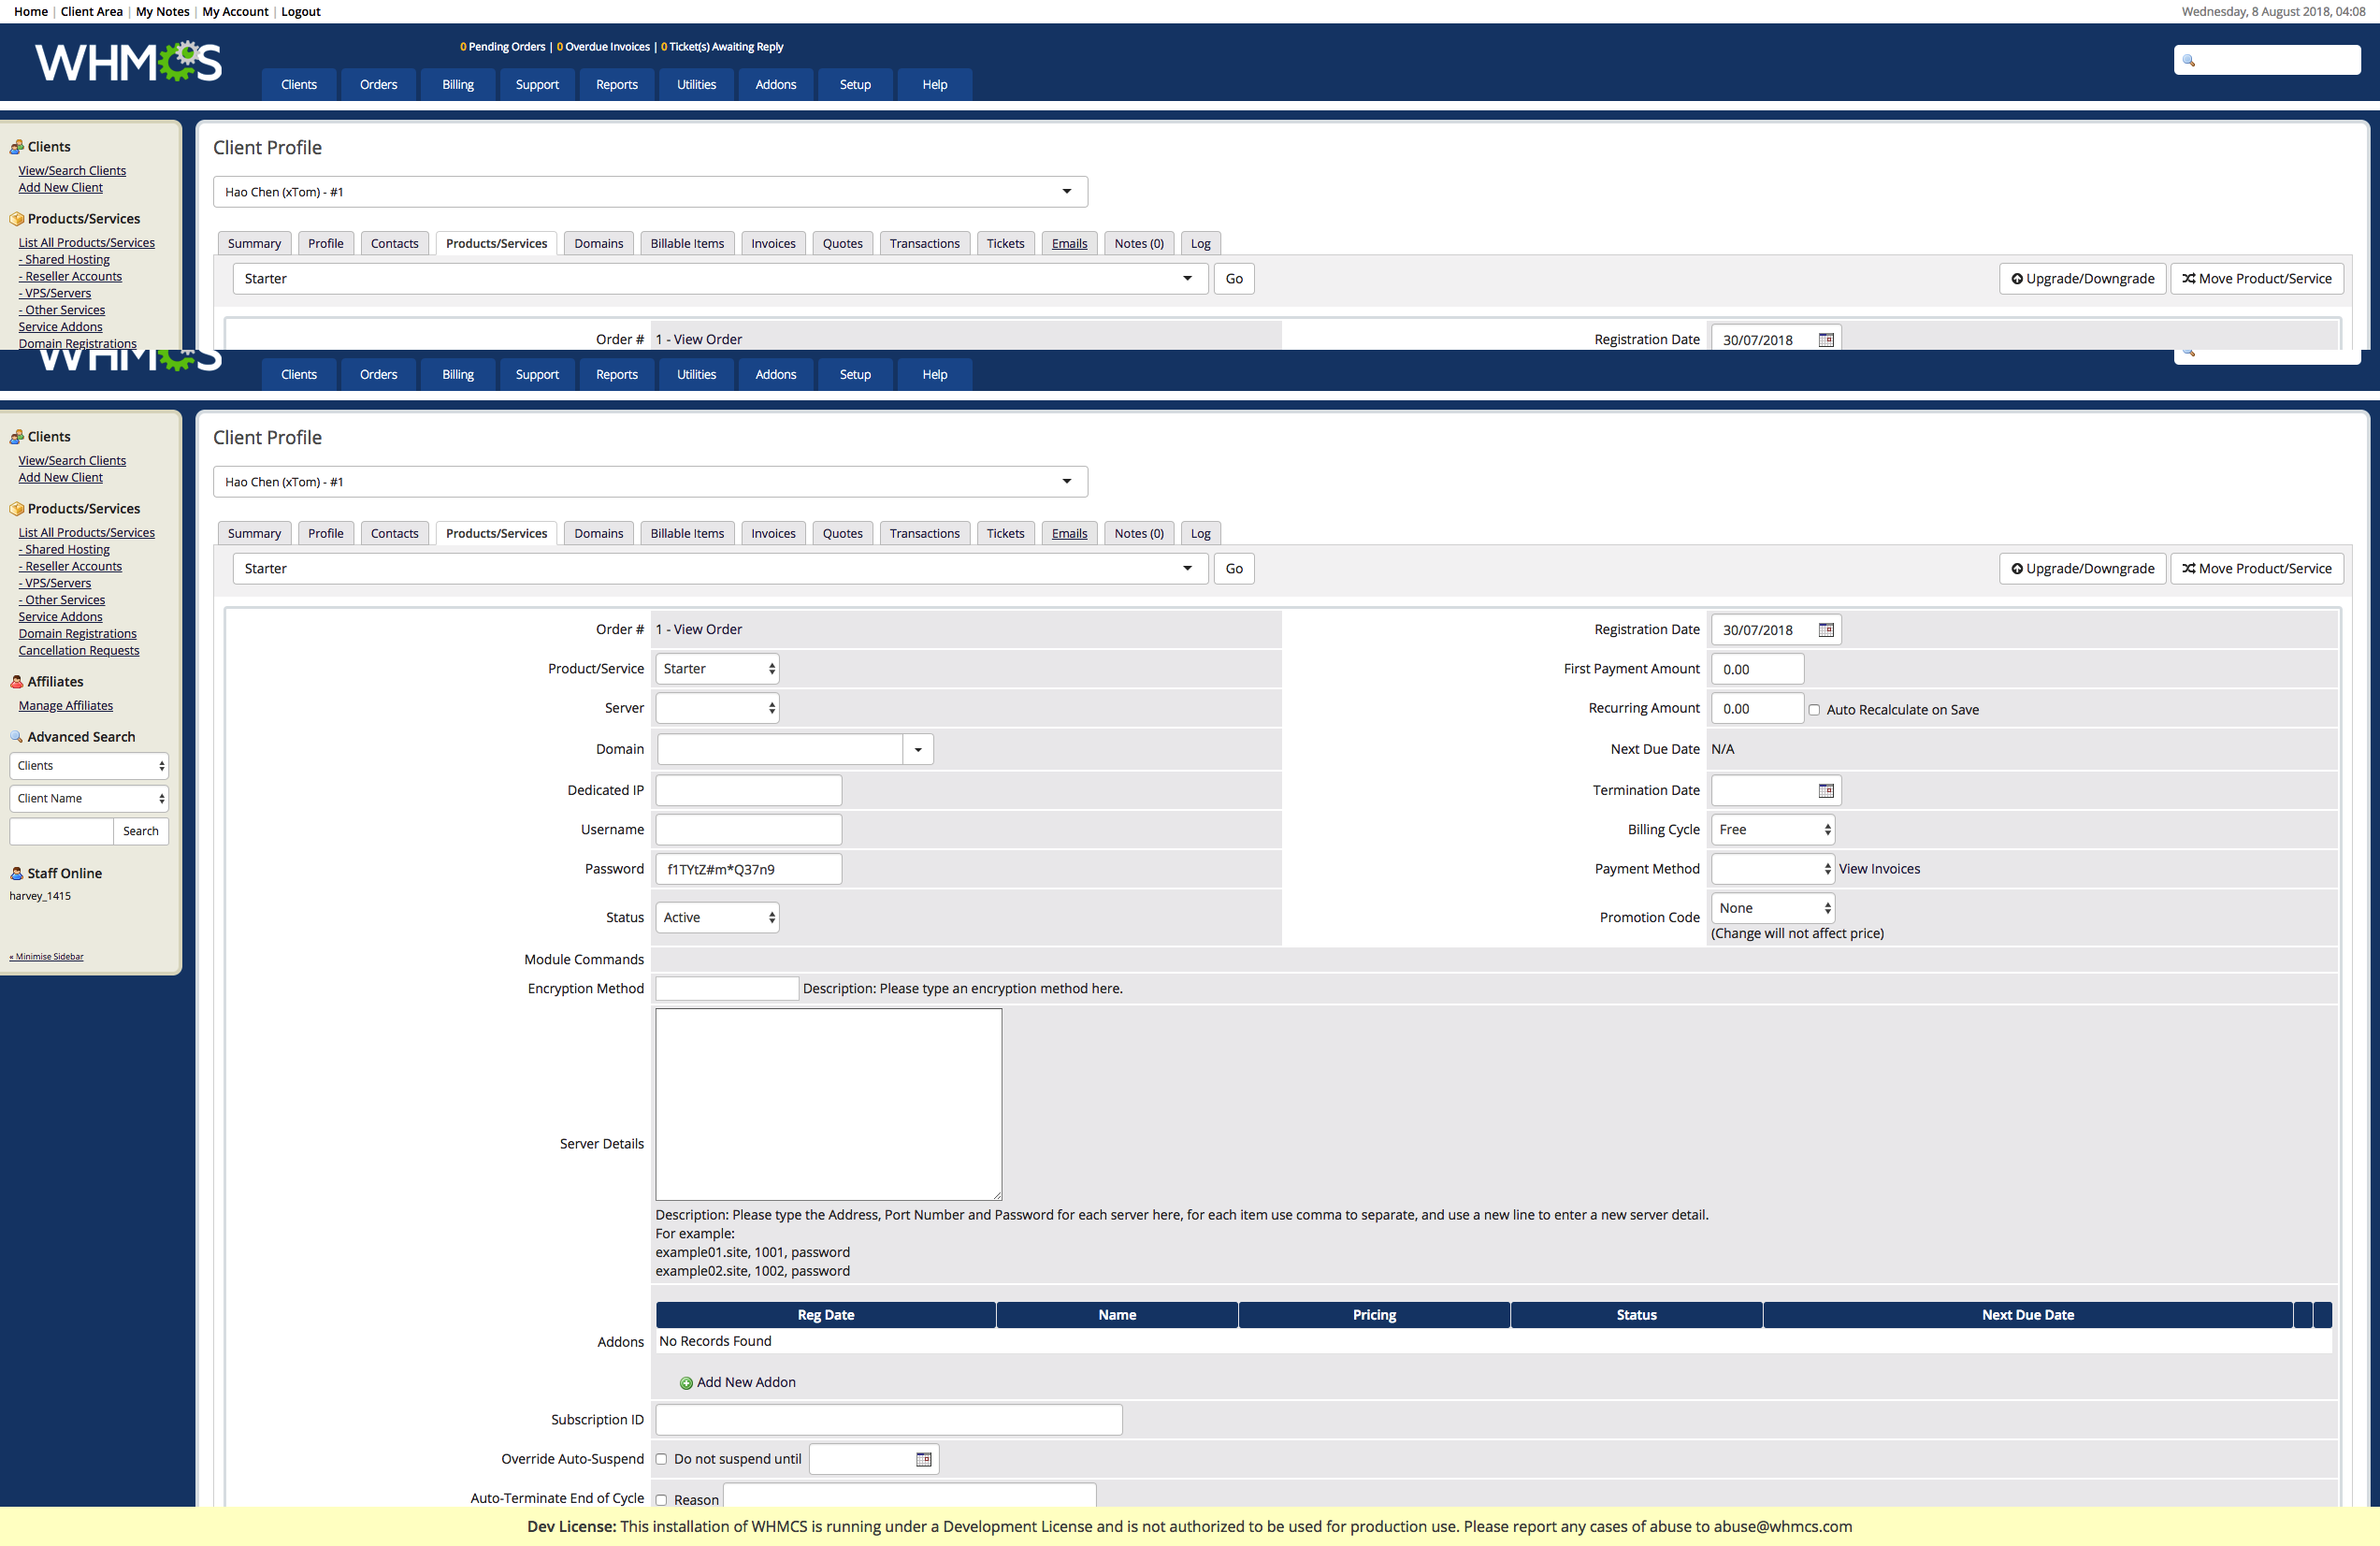 Home | Client Area | My Notes | My Account | Logout
Wednesday, 8 August 2018, 04:08
WHMCS
0 Pending Orders | 0 Overdue Invoices | 0 Ticket(s) Awaiting Reply
Clients Orders Billing Support Reports Utilities Addons Setup Help
Clients
View/Search Clients
Add New Client
Products/Services
List All Products/Services
- Shared Hosting
- Reseller Accounts
- VPS/Servers
- Other Services
Service Addons
Domain Registrations
Client Profile
Hao Chen (xTom) - #1
Summary Profile Contacts Products/Services Domains Billable Items Invoices Quotes Transactions Tickets Emails Notes (0) Log
Starter Go Upgrade/Downgrade Move Product/Service
Order # 1 - View Order Registration Date 30/07/2018
WHMCS
Clients Orders Billing Support Reports Utilities Addons Setup Help
Clients
View/Search Clients
Add New Client
Products/Services
List All Products/Services
- Shared Hosting
- Reseller Accounts
- VPS/Servers
- Other Services
Service Addons
Domain Registrations
Cancellation Requests
Affiliates
Manage Affiliates
Advanced Search
Clients
Client Name
Search
Staff Online
harvey_1415
« Minimise Sidebar
Client Profile
Hao Chen (xTom) - #1
Summary Profile Contacts Products/Services Domains Billable Items Invoices Quotes Transactions Tickets Emails Notes (0) Log
Starter Go Upgrade/Downgrade Move Product/Service
Order # 1 - View Order Registration Date 30/07/2018
Product/Service Starter First Payment Amount 0.00
Server Recurring Amount 0.00 Auto Recalculate on Save
Domain Next Due Date N/A
Dedicated IP Termination Date
Username Billing Cycle Free
Password f1TYtZ#m*Q37n9 Payment Method View Invoices
Status Active Promotion Code None
(Change will not affect price)
Module Commands
Encryption Method Description: Please type an encryption method here.
Server Details
Description: Please type the Address, Port Number and Password for each server here, for each item use comma to separate, and use a new line to enter a new server detail.
For example:
example01.site, 1001, password
example02.site, 1002, password
Reg Date Name Pricing Status Next Due Date
Addons No Records Found
Add New Addon
Subscription ID
Override Auto-Suspend Do not suspend until
Auto-Terminate End of Cycle Reason
Dev License: This installation of WHMCS is running under a Development License and is not authorized to be used for production use. Please report any cases of abuse to abuse@whmcs.com